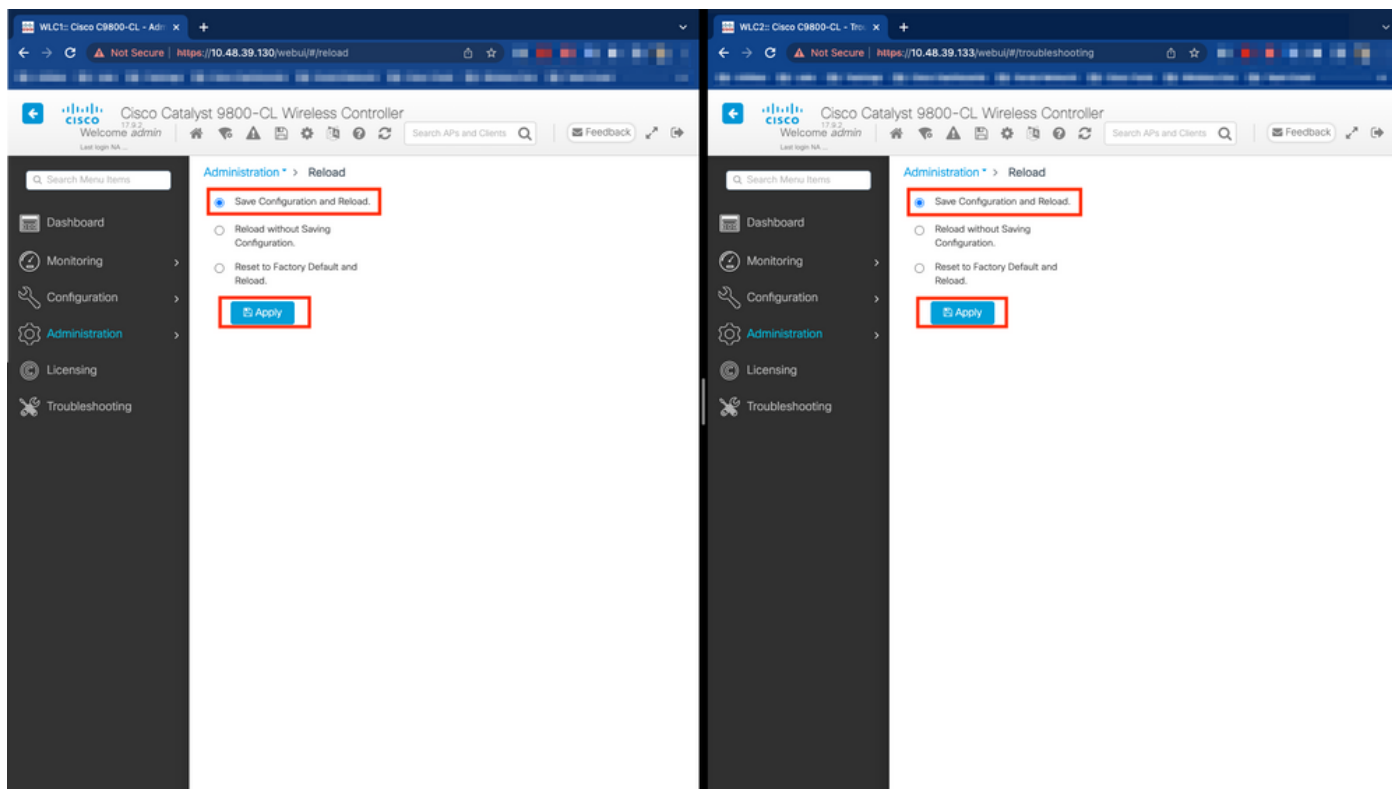 WLC1:: Cisco C9800-CL - Adm
Not Secure | https://10.48.39.130/webui/#/reload
CISCO
Cisco Catalyst 9800-CL Wireless Controller
17.9.2
Welcome admin
Last login NA ...
Search APs and Clients
Feedback
Search Menu Items
Dashboard
Monitoring
Configuration
Administration
Licensing
Troubleshooting
Administration * > Reload
Save Configuration and Reload.
Reload without Saving
Configuration.
Reset to Factory Default and
Reload.
Apply
WLC2:: Cisco C9800-CL - Tro
Not Secure | https://10.48.39.133/webui/#/troubleshooting
CISCO
Cisco Catalyst 9800-CL Wireless Controller
17.9.2
Welcome admin
Last login NA ...
Search APs and Clients
Feedback
Search Menu Items
Dashboard
Monitoring
Configuration
Administration
Licensing
Troubleshooting
Administration * > Reload
Save Configuration and Reload.
Reload without Saving
Configuration.
Reset to Factory Default and
Reload.
Apply